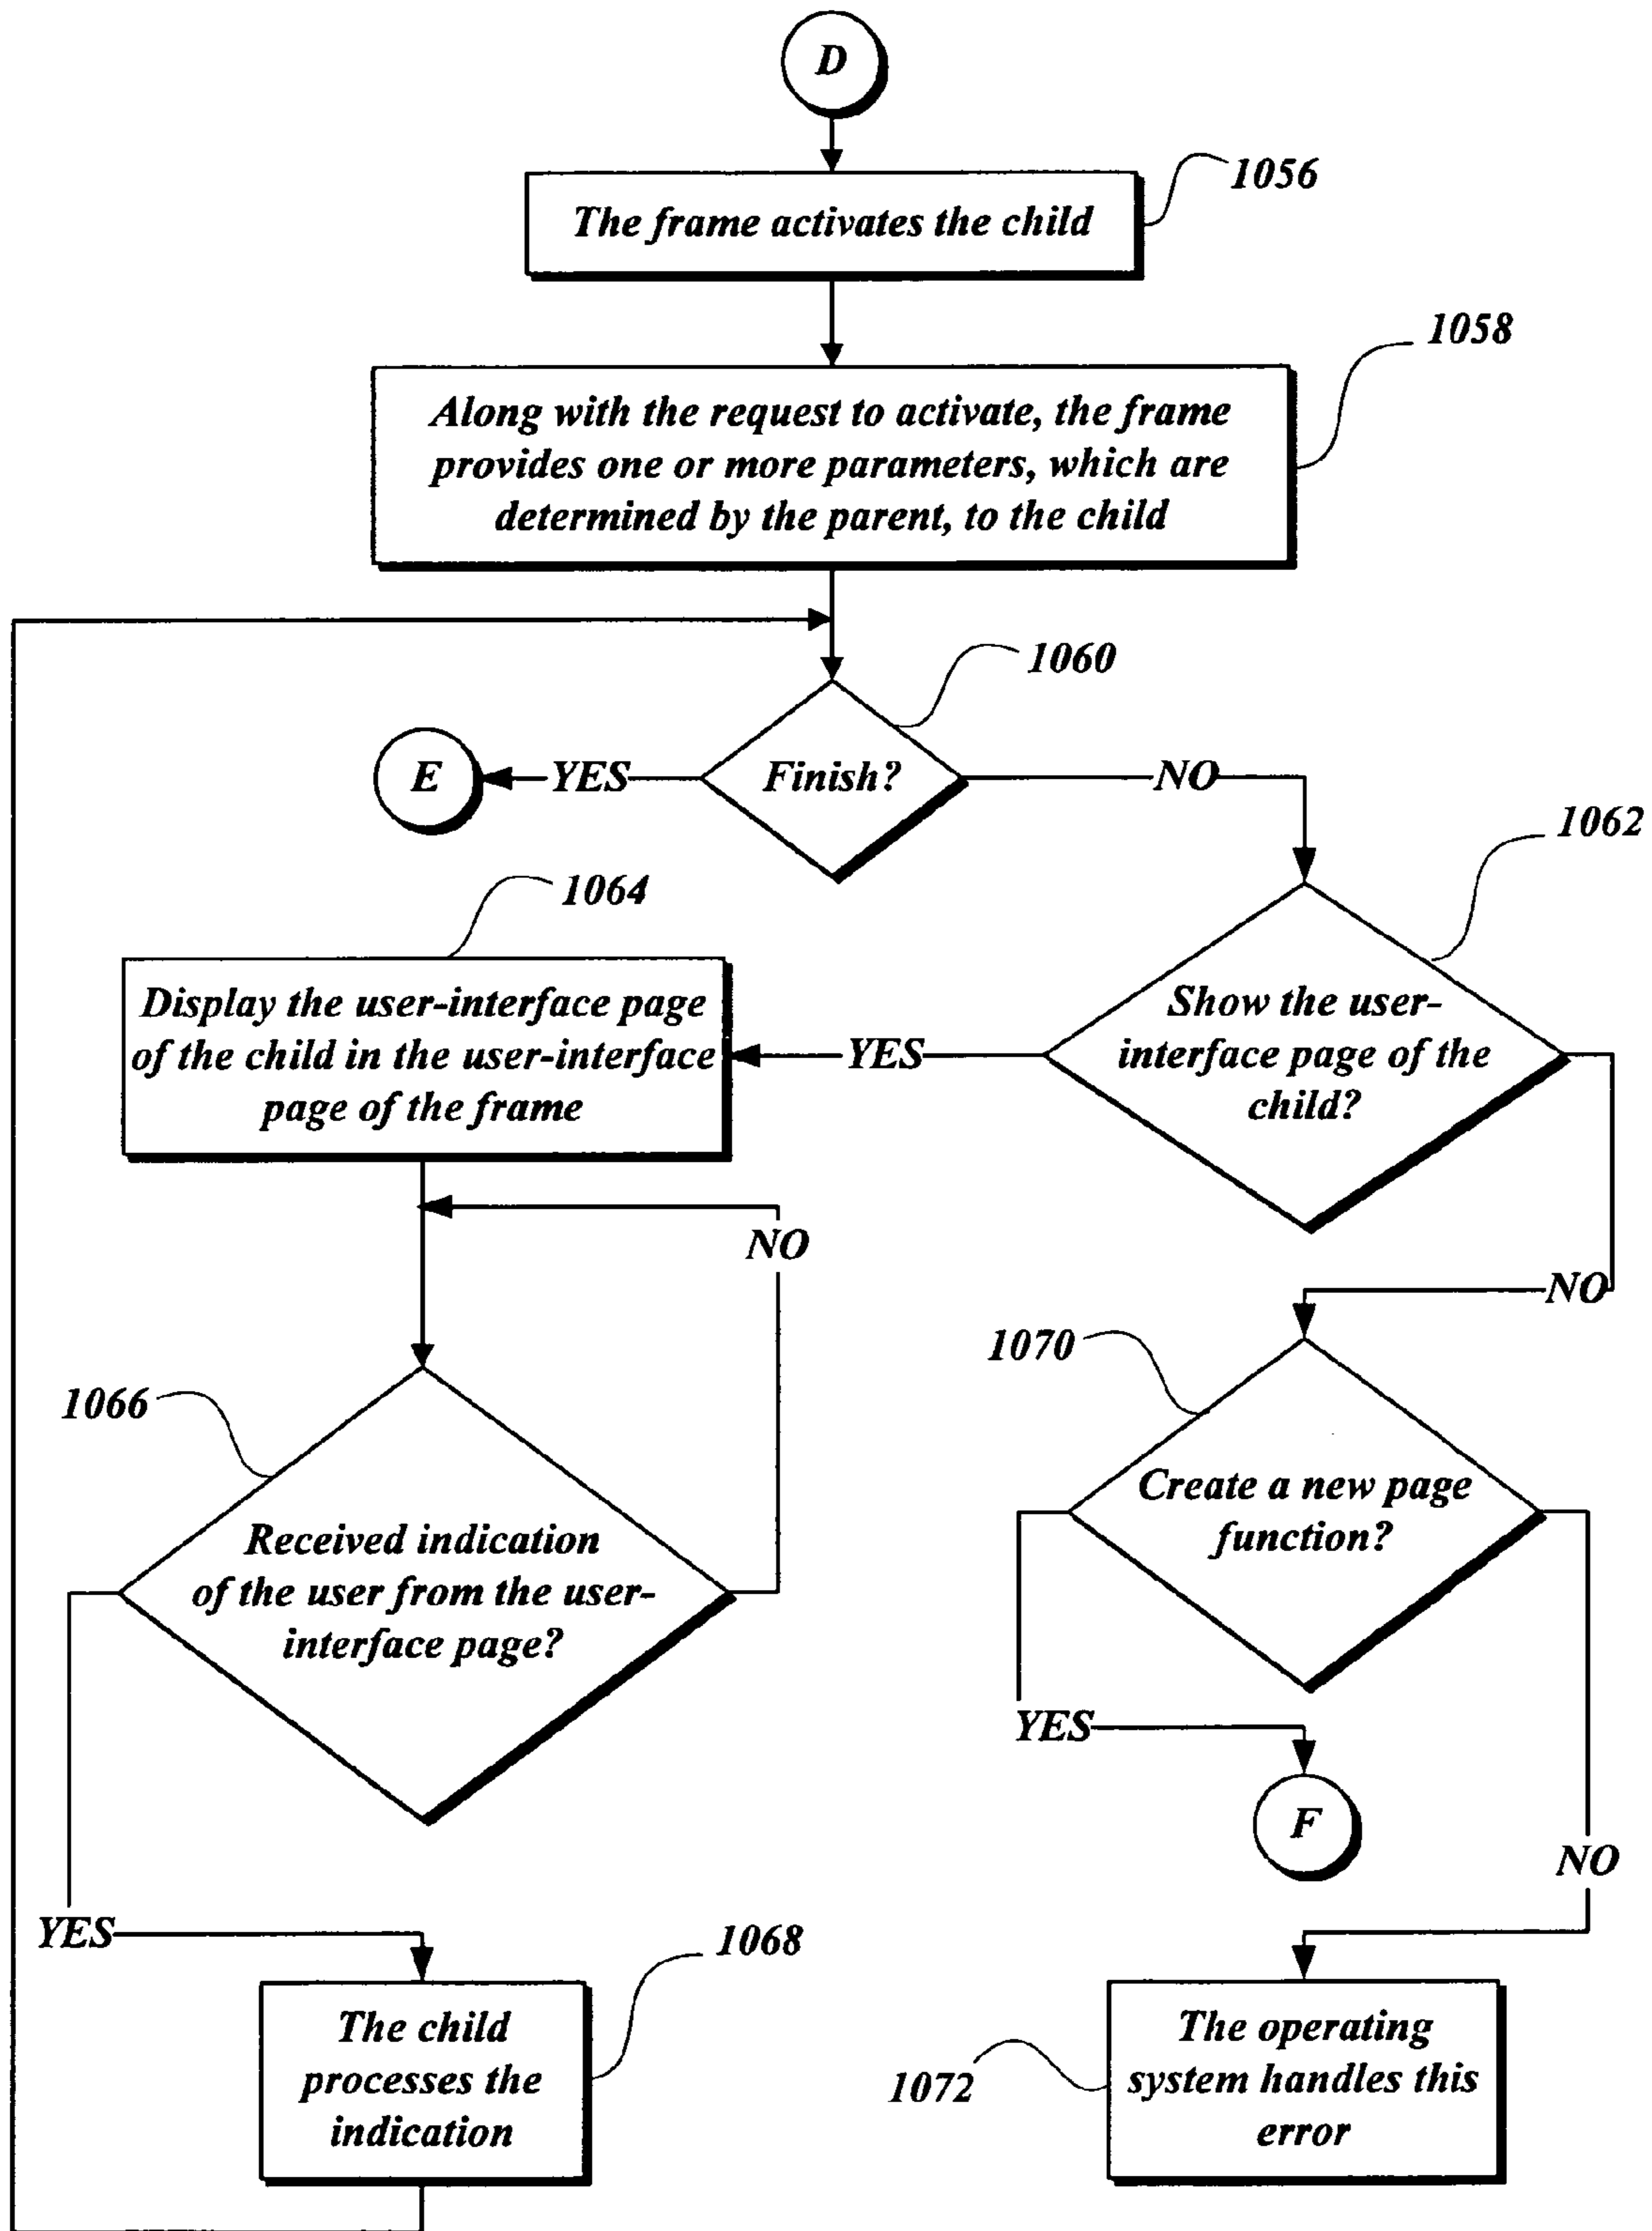 D
1056
The frame activates the child
1058
Along with the request to activate, the frame
provides one or more parameters, which are
determined by the parent, to the child
1060
E
YES
Finish?
NO
1062
1064
Display the user-interface page
of the child in the user-interface
page of the frame
YES
Show the user-
interface page of the
child?
NO
NO
1070
1066
Create a new page
function?
Received indication
of the user from the user-
interface page?
YES
F
NO
YES
1068
The child
processes the
indication
1072
The operating
system handles this
error